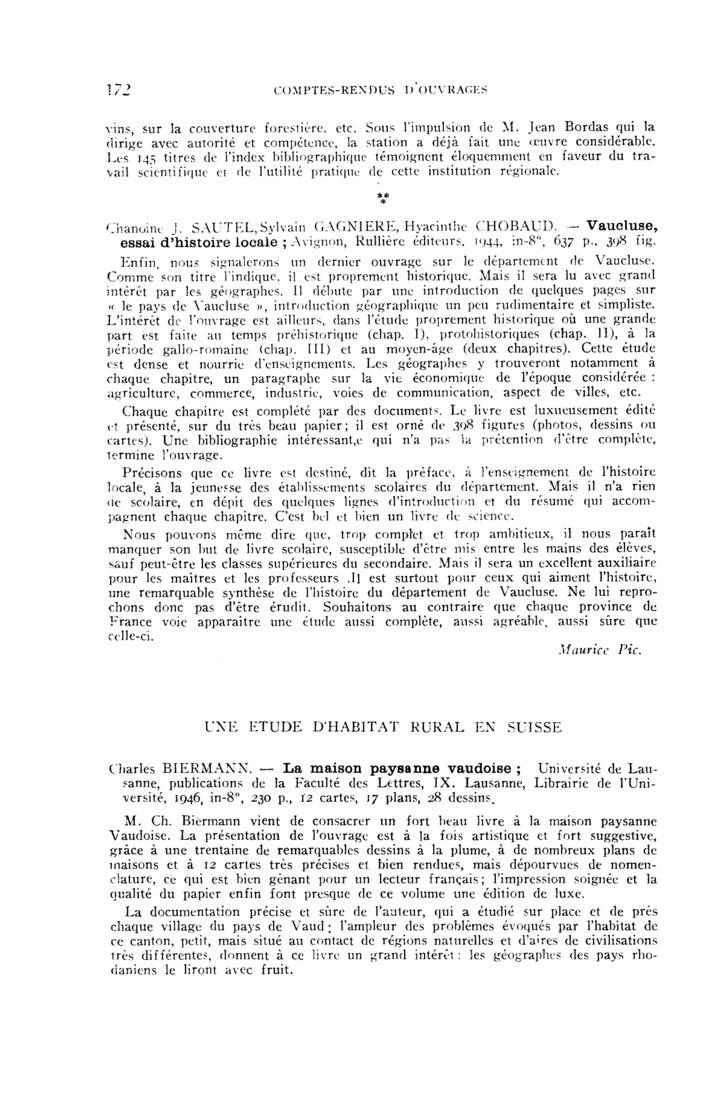 172
COMPTES-RENDUS D'OUVRAGES
vins, sur la couverture forestière, etc. Sous l'impulsion de M. Jean Bordas qui la
dirige avec autorité et compétence, la station a déjà fait une œuvre considérable.
Les 145 titres de l'index bibliographique témoignent éloquemment en faveur du tra-
vail scientifique et de l'utilité pratique de cette institution régionale.
***
Chanoine J. SAUTEL, Sylvain GAGNIERE, Hyacinthe CHOBAUD. — Vaucluse,
essai d'histoire locale ; Avignon, Rullière éditeurs, 1944, in-8°, 637 p., 398 fig.
Enfin, nous signalerons un dernier ouvrage sur le département de Vaucluse.
Comme son titre l'indique, il est proprement historique. Mais il sera lu avec grand
intérêt par les géographes. Il débute par une introduction de quelques pages sur
« le pays de Vaucluse », introduction géographique un peu rudimentaire et simpliste.
L'intérêt de l'ouvrage est ailleurs, dans l'étude proprement historique où une grande
part est faite au temps préhistorique (chap. I), protohistoriques (chap. II), à la
période gallo-romaine (chap. III) et au moyen-âge (deux chapitres). Cette étude
est dense et nourrie d'enseignements. Les géographes y trouveront notamment à
chaque chapitre, un paragraphe sur la vie économique de l'époque considérée :
agriculture, commerce, industrie, voies de communication, aspect de villes, etc.
Chaque chapitre est complété par des documents. Le livre est luxueusement édité
et présenté, sur du très beau papier; il est orné de 398 figures (photos, dessins ou
cartes). Une bibliographie intéressant,e qui n'a pas la prétention d'être complète,
termine l'ouvrage.
Précisons que ce livre est destiné, dit la préface, à l'enseignement de l'histoire
locale, à la jeunesse des établissements scolaires du département. Mais il n'a rien
de scolaire, en dépit des quelques lignes d'introduction et du résumé qui accom-
pagnent chaque chapitre. C'est bel et bien un livre de science.
Nous pouvons même dire que, trop complet et trop ambitieux, il nous paraît
manquer son but de livre scolaire, susceptible d'être mis entre les mains des élèves,
sauf peut-être les classes supérieures du secondaire. Mais il sera un excellent auxiliaire
pour les maîtres et les professeurs .Il est surtout pour ceux qui aiment l'histoire,
une remarquable synthèse de l'histoire du département de Vaucluse. Ne lui repro-
chons donc pas d'être érudit. Souhaitons au contraire que chaque province de
France voie apparaître une étude aussi complète, aussi agréable, aussi sûre que
celle-ci.
Maurice Pic.
UNE ETUDE D'HABITAT RURAL EN SUISSE
Charles BIERMANN. — La maison paysanne vaudoise ; Université de Lau-
sanne, publications de la Faculté des Lettres, IX. Lausanne, Librairie de l'Uni-
versité, 1946, in-8°, 230 p., 12 cartes, 17 plans, 28 dessins.
M. Ch. Biermann vient de consacrer un fort beau livre à la maison paysanne
Vaudoise. La présentation de l'ouvrage est à la fois artistique et fort suggestive,
grâce à une trentaine de remarquables dessins à la plume, à de nombreux plans de
maisons et à 12 cartes très précises et bien rendues, mais dépourvues de nomen-
clature, ce qui est bien gênant pour un lecteur français; l'impression soignée et la
qualité du papier enfin font presque de ce volume une édition de luxe.
La documentation précise et sûre de l'auteur, qui a étudié sur place et de près
chaque village du pays de Vaud; l'ampleur des problèmes évoqués par l'habitat de
ce canton, petit, mais situé au contact de régions naturelles et d'aires de civilisations
très différentes, donnent à ce livre un grand intérêt : les géographes des pays rho-
daniens le liront avec fruit.